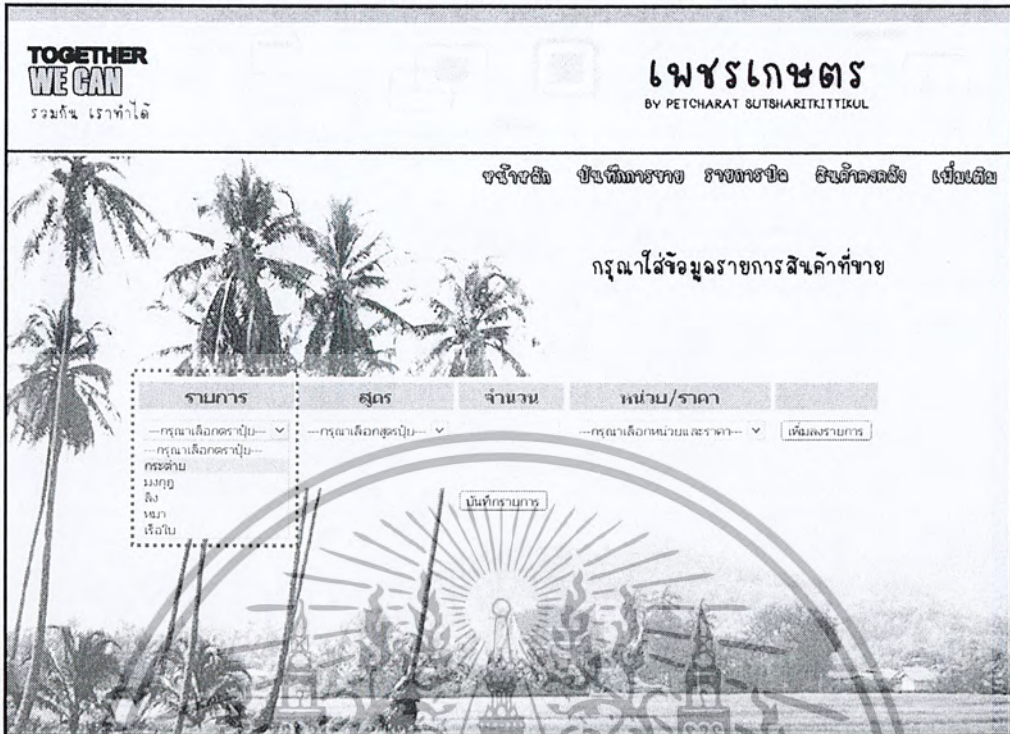 TOGETHER
WE CAN
รวมกัน เราทำได้
เพชรเกษตร
BY PETCHARAT SUTSHARITKITTIKUL
หน้าหลัก บันทึกการขาย รายการบิล สินค้าคงคลัง เพิ่มเติม
กรุณาใส่ข้อมูลรายการสินค้าที่ขาย
รายการ สูตร จำนวน หน่วย/ราคา
---กรุณาเลือกตราปุ๋ย--- ---กรุณาเลือกสูตรปุ๋ย--- ---กรุณาเลือกหน่วยและราคา--- เพิ่มลงรายการ
---กรุณาเลือกตราปุ๋ย---
กระต่าย
มงกุฎ
ลิง
หมา
เรือใบ
บันทึกรายการ